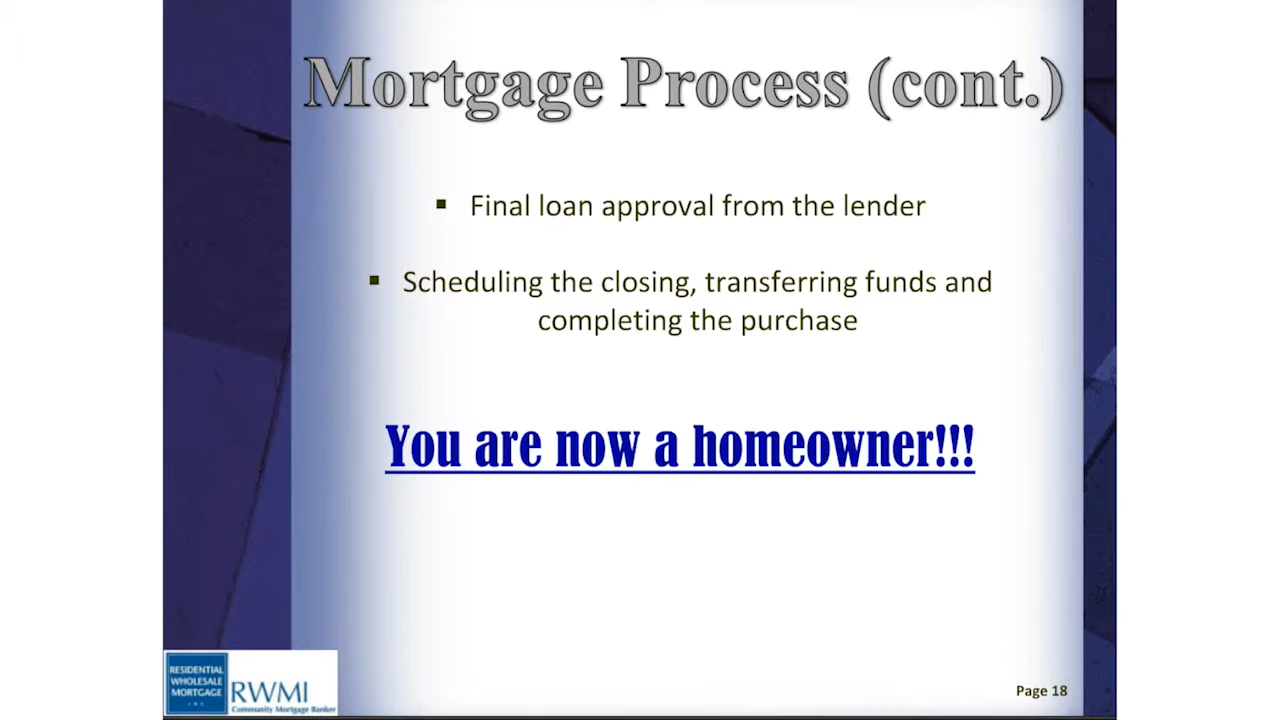 Mortgage Process (cont.)
▪ Final loan approval from the lender
▪ Scheduling the closing, transferring funds and
completing the purchase
You are now a homeowner!!!
RESIDENTIAL
WHOLESALE
MORTGAGE
RWMI
Community Mortgage Banker
Page 18